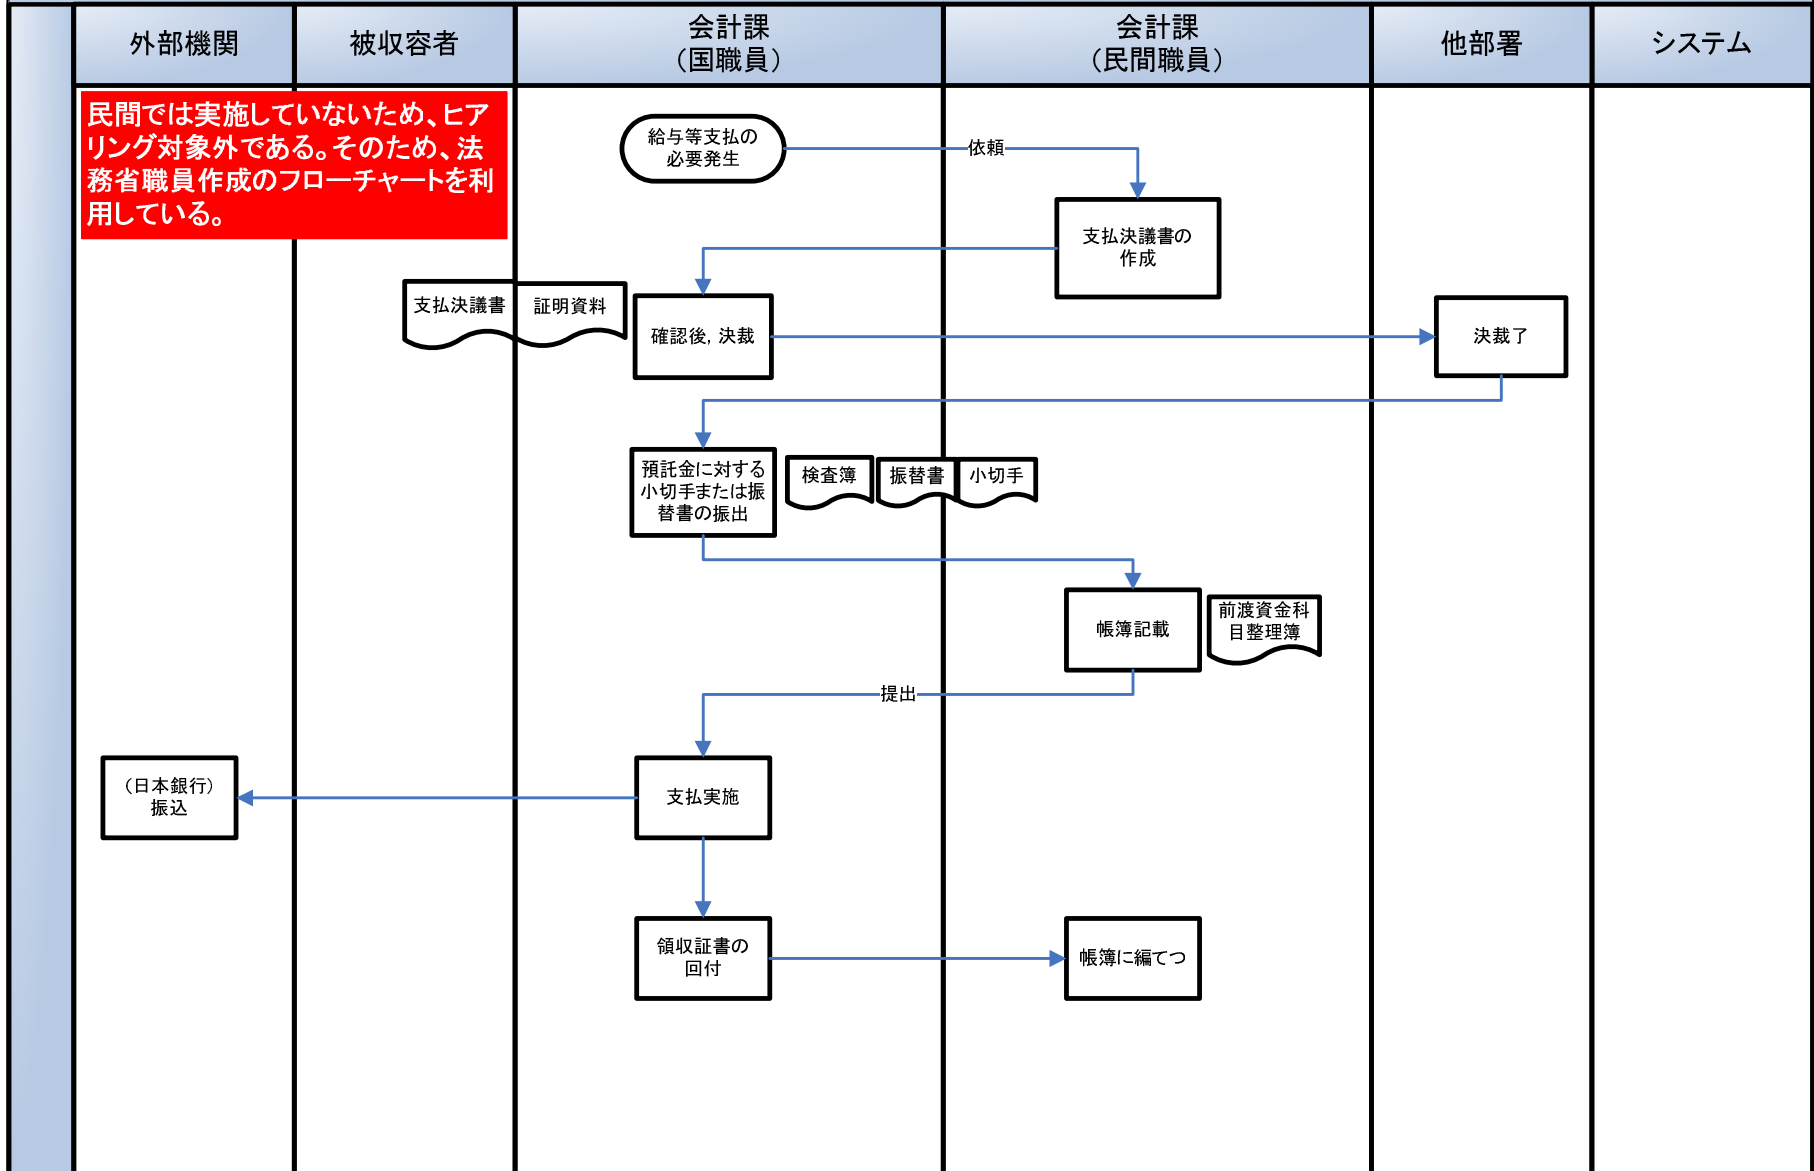 外部機関
被収容者
会計課
（国職員）
会計課
（民間職員）
他部署
システム
民間では実施していないため、ヒア
リング対象外である。そのため、法
務省職員作成のフローチャートを利
用している。
給与等支払の
必要発生
依頼
支払決議書の
作成
支払決議書
証明資料
確認後，決裁
決裁了
預託金に対する
小切手または振
替書の振出
検査簿
振替書
小切手
帳簿記載
前渡資金科
目整理簿
提出
（日本銀行）
振込
支払実施
領収証書の
回付
帳簿に編てつ